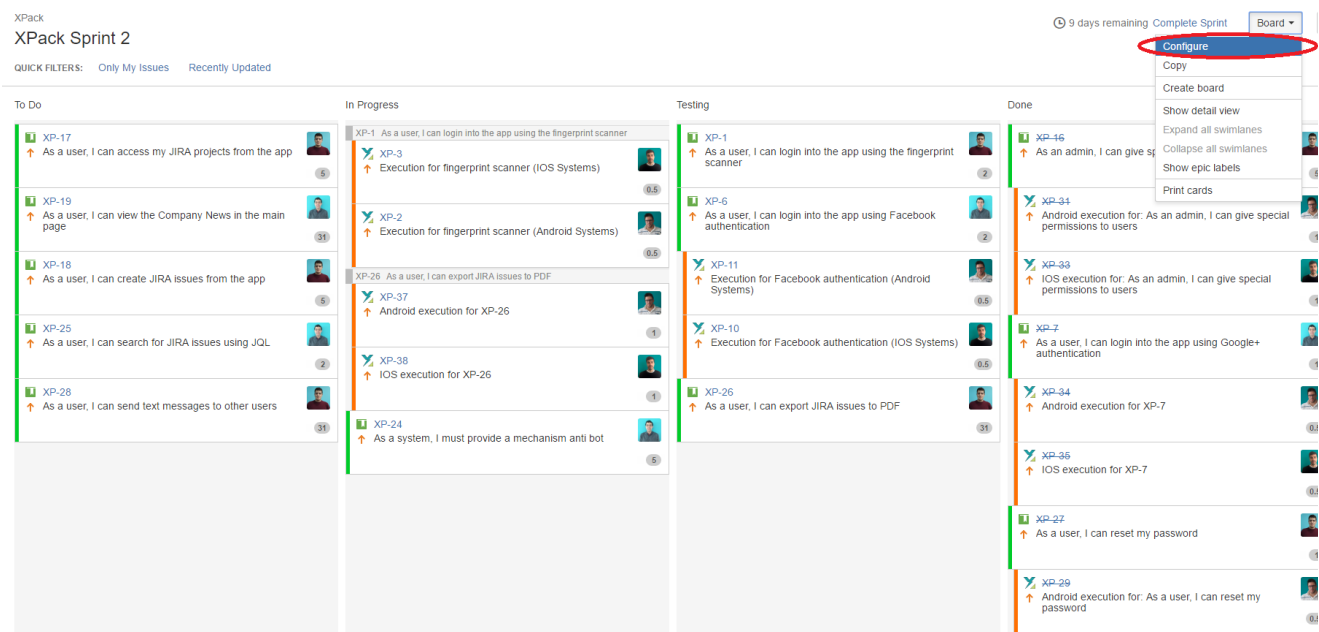 XPack
XPack Sprint 2
9 days remaining Complete Sprint Board
QUICK FILTERS: Only My Issues Recently Updated
Configure
Copy
Create board
Show detail view
Expand all swimlanes
Collapse all swimlanes
Show epic labels
Print cards
To Do
XP-17
As a user, I can access my JIRA projects from the app
5
XP-19
As a user, I can view the Company News in the main
page
31
XP-18
As a user, I can create JIRA issues from the app
5
XP-25
As a user, I can search for JIRA issues using JQL
2
XP-28
As a user, I can send text messages to other users
31
In Progress
XP-1 As a user, I can login into the app using the fingerprint scanner
XP-3
Execution for fingerprint scanner (IOS Systems)
0.5
XP-2
Execution for fingerprint scanner (Android Systems)
0.5
XP-26 As a user, I can export JIRA issues to PDF
XP-37
Android execution for XP-26
1
XP-38
IOS execution for XP-26
1
XP-24
As a system, I must provide a mechanism anti bot
5
Testing
XP-1
As a user, I can login into the app using the fingerprint
scanner
2
XP-6
As a user, I can login into the app using Facebook
authentication
2
XP-11
Execution for Facebook authentication (Android
Systems)
0.5
XP-10
Execution for Facebook authentication (IOS Systems)
0.5
XP-26
As a user, I can export JIRA issues to PDF
31
Done
XP-16
As an admin, I can give
XP-31
Android execution for: As an admin, I can give special
permissions to users
XP-33
IOS execution for: As an admin, I can give special
permissions to users
XP-7
As a user, I can login into the app using Google+
authentication
XP-34
Android execution for XP-7
XP-35
IOS execution for XP-7
XP-27
As a user, I can reset my password
XP-29
Android execution for: As a user, I can reset my
password